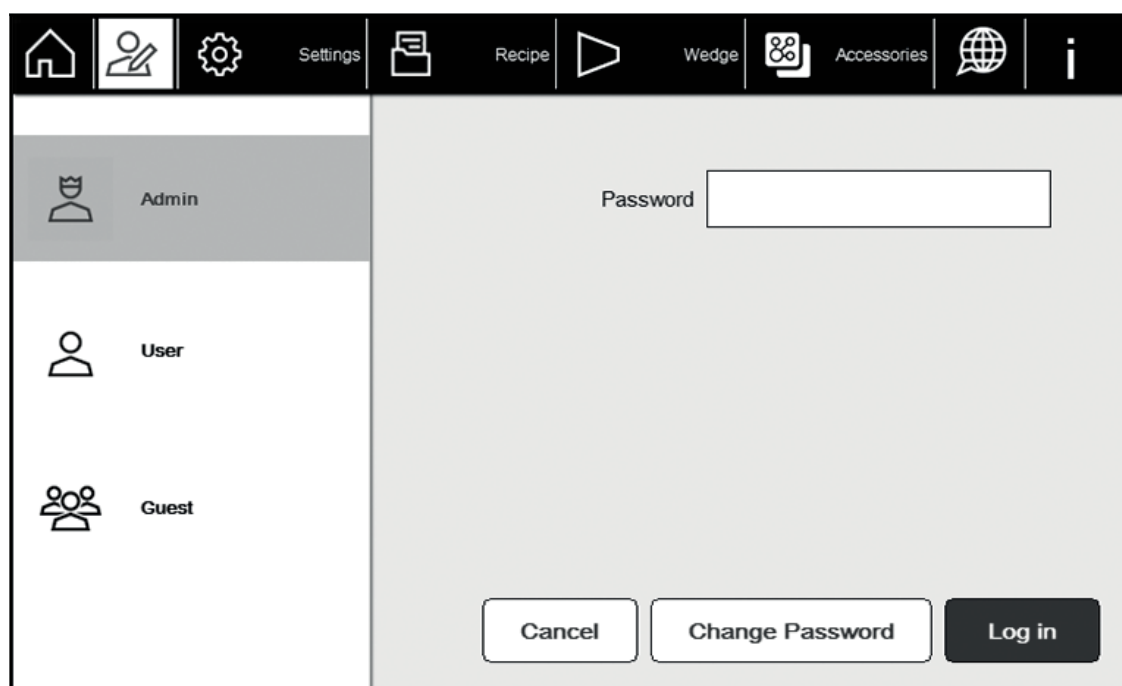 Settings Recipe Wedge Accessories i
Admin
Password
User
Guest
Cancel Change Password Log in